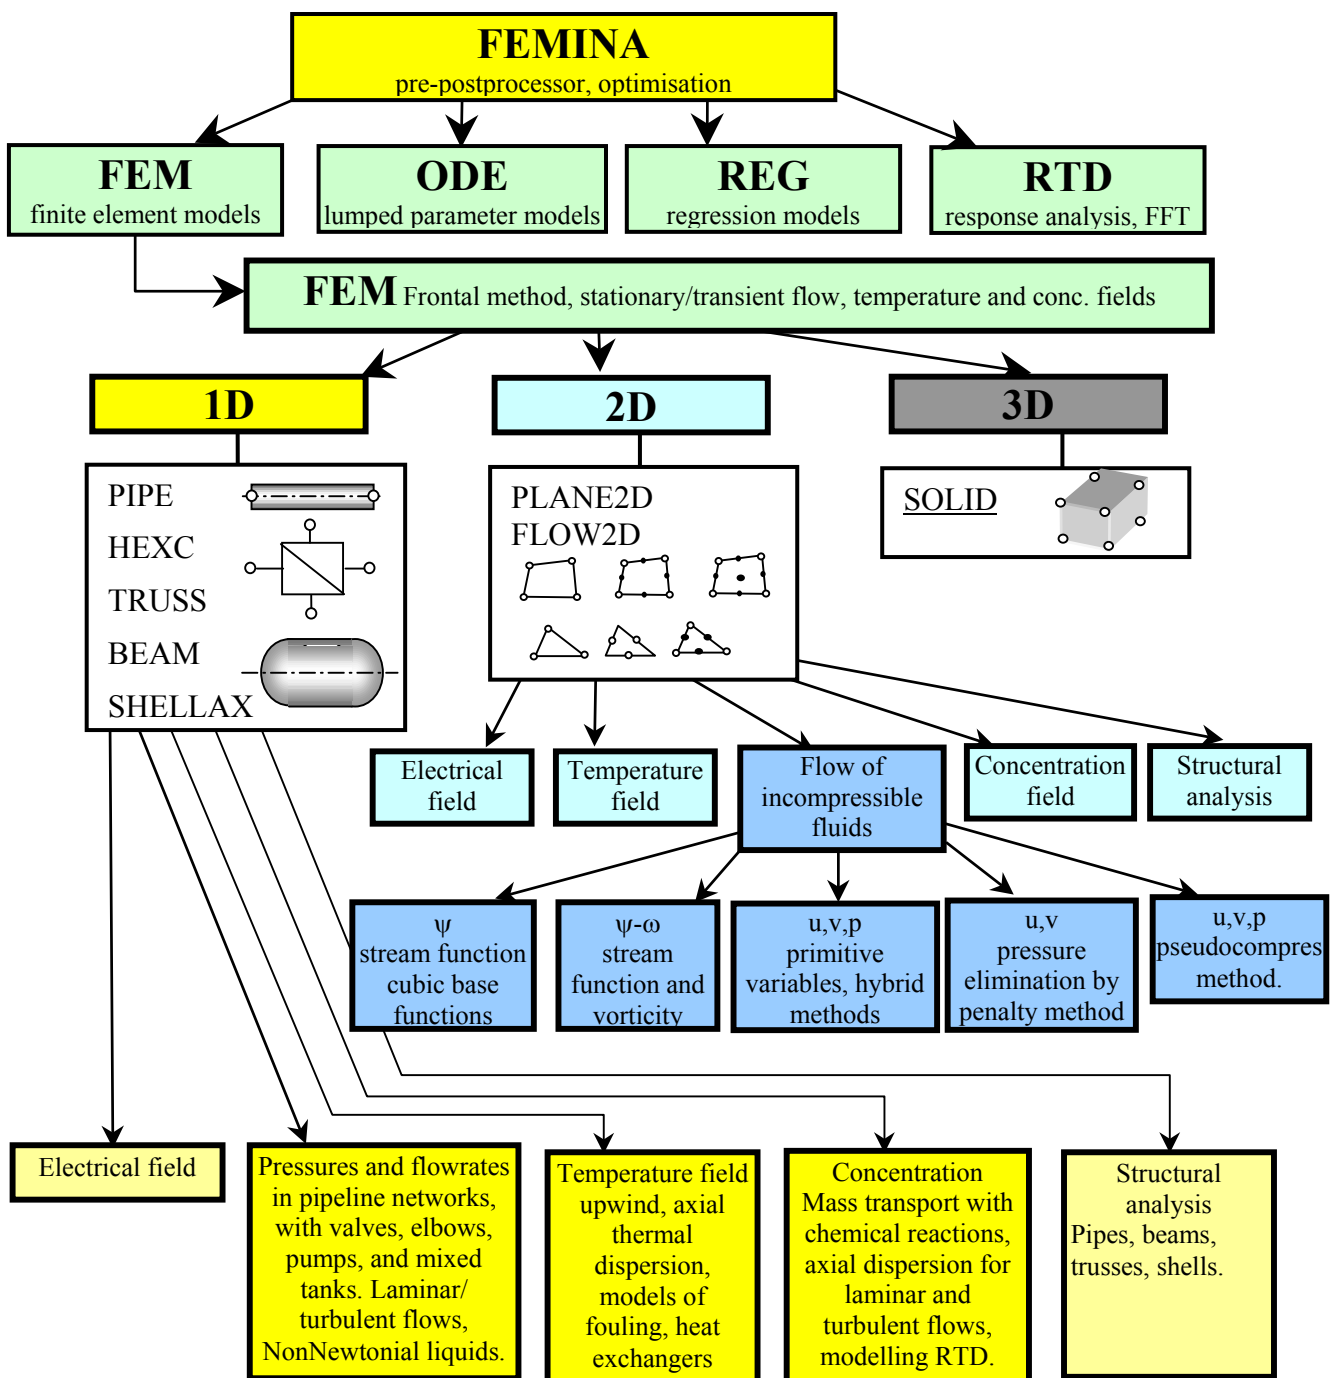 FEMINA
pre-postprocessor, optimisation
FEM
finite element models
ODE
lumped parameter models
REG
regression models
RTD
response analysis, FFT
FEM Frontal method, stationary/transient flow, temperature and conc. fields
1D
2D
3D
PIPE
HEXC
TRUSS
BEAM
SHELLAX
PLANE2D
FLOW2D
SOLID
Electrical
field
Temperature
field
Flow of
incompressible
fluids
Concentration
field
Structural
analysis
ψ
stream function
cubic base
functions
ψ-ω
stream
function and
vorticity
u,v,p
primitive
variables, hybrid
methods
u,v
pressure
elimination by
penalty method
u,v,p
pseudocompres
method.
Electrical field
Pressures and flowrates
in pipeline networks,
with valves, elbows,
pumps, and mixed
tanks. Laminar/
turbulent flows,
NonNewtonial liquids.
Temperature field
upwind, axial
thermal
dispersion,
models of
fouling, heat
exchangers
Concentration
Mass transport with
chemical reactions,
axial dispersion for
laminar and
turbulent flows,
modelling RTD.
Structural
analysis
Pipes, beams,
trusses, shells.